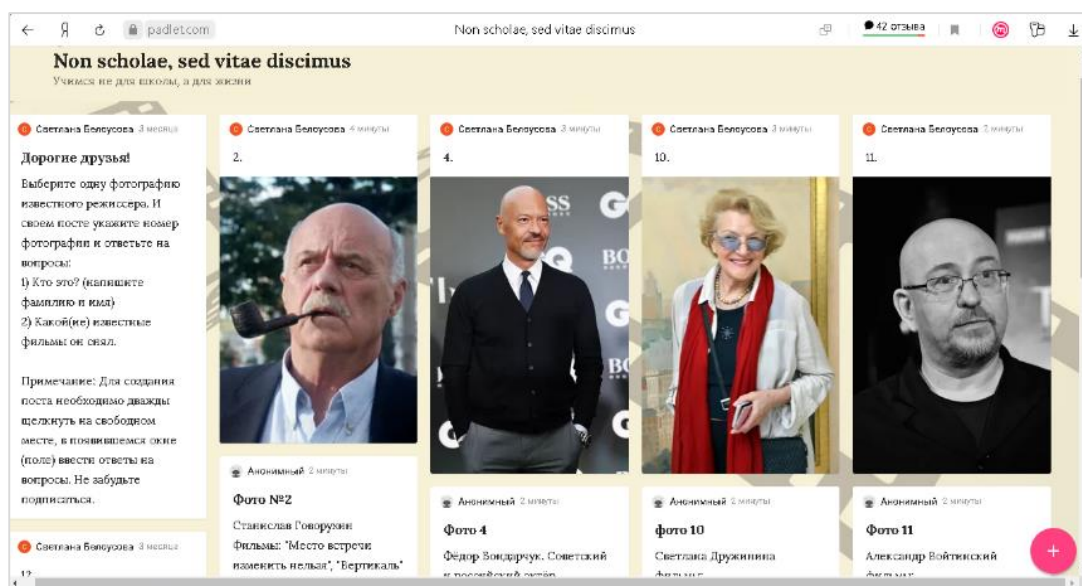 padlet.com
Non scholae, sed vitae discimus
42 отзыва
Non scholae, sed vitae discimus
Учимся не для школы, а для жизни
Светлана Белоусова 3 месяца
Дорогие друзья!
Выберите одну фотографию
известного режиссёра. И
своем посте укажите номер
фотографии и ответьте на
вопросы:
1) Кто это? (напишите
фамилию и имя)
2) Какой(ие) известные
фильмы он снял.
Примечание: Для создания
поста необходимо дважды
щелкнуть на свободном
месте, в появившемся окне
(поле) ввести ответы на
вопросы. Не забудьте
подписаться.
Светлана Белоусова 3 месяца
12.
Светлана Белоусова 4 минуты
2.
Анонимный 2 минуты
Фото №2
Станислав Говорухин
Фильмы: "Место встречи
изменить нельзя", "Вертикаль"
Светлана Белоусова 3 минуты
4.
Анонимный 2 минуты
Фото 4
Фёдор Бондарчук. Советский
и российский актёр,
Светлана Белоусова 3 минуты
10.
Анонимный 2 минуты
фото 10
Светлана Дружинина
фильмы:
Светлана Белоусова 2 минуты
11.
Анонимный 2 минуты
Фото 11
Александр Войтинский
фильмы: